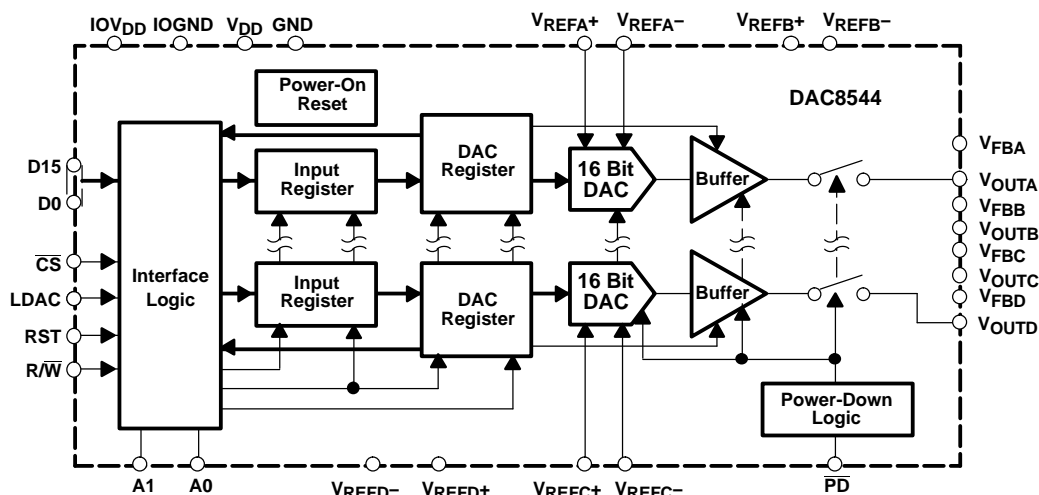 IOVDD IOGND VDD GND VREFA+ VREFA− VREFB+ VREFB−
Power-On
Reset
DAC8544
D15
D0
CS
LDAC
RST
R/W
Interface
Logic
Input
Register
DAC
Register
16 Bit
DAC
Buffer
Input
Register
DAC
Register
16 Bit
DAC
Buffer
Power-Down
Logic
VFBA
VOUTA
VFBB
VOUTB
VFBC
VOUTC
VFBD
VOUTD
A1 A0 VREFD− VREFD+ VREFC+ VREFC− PD